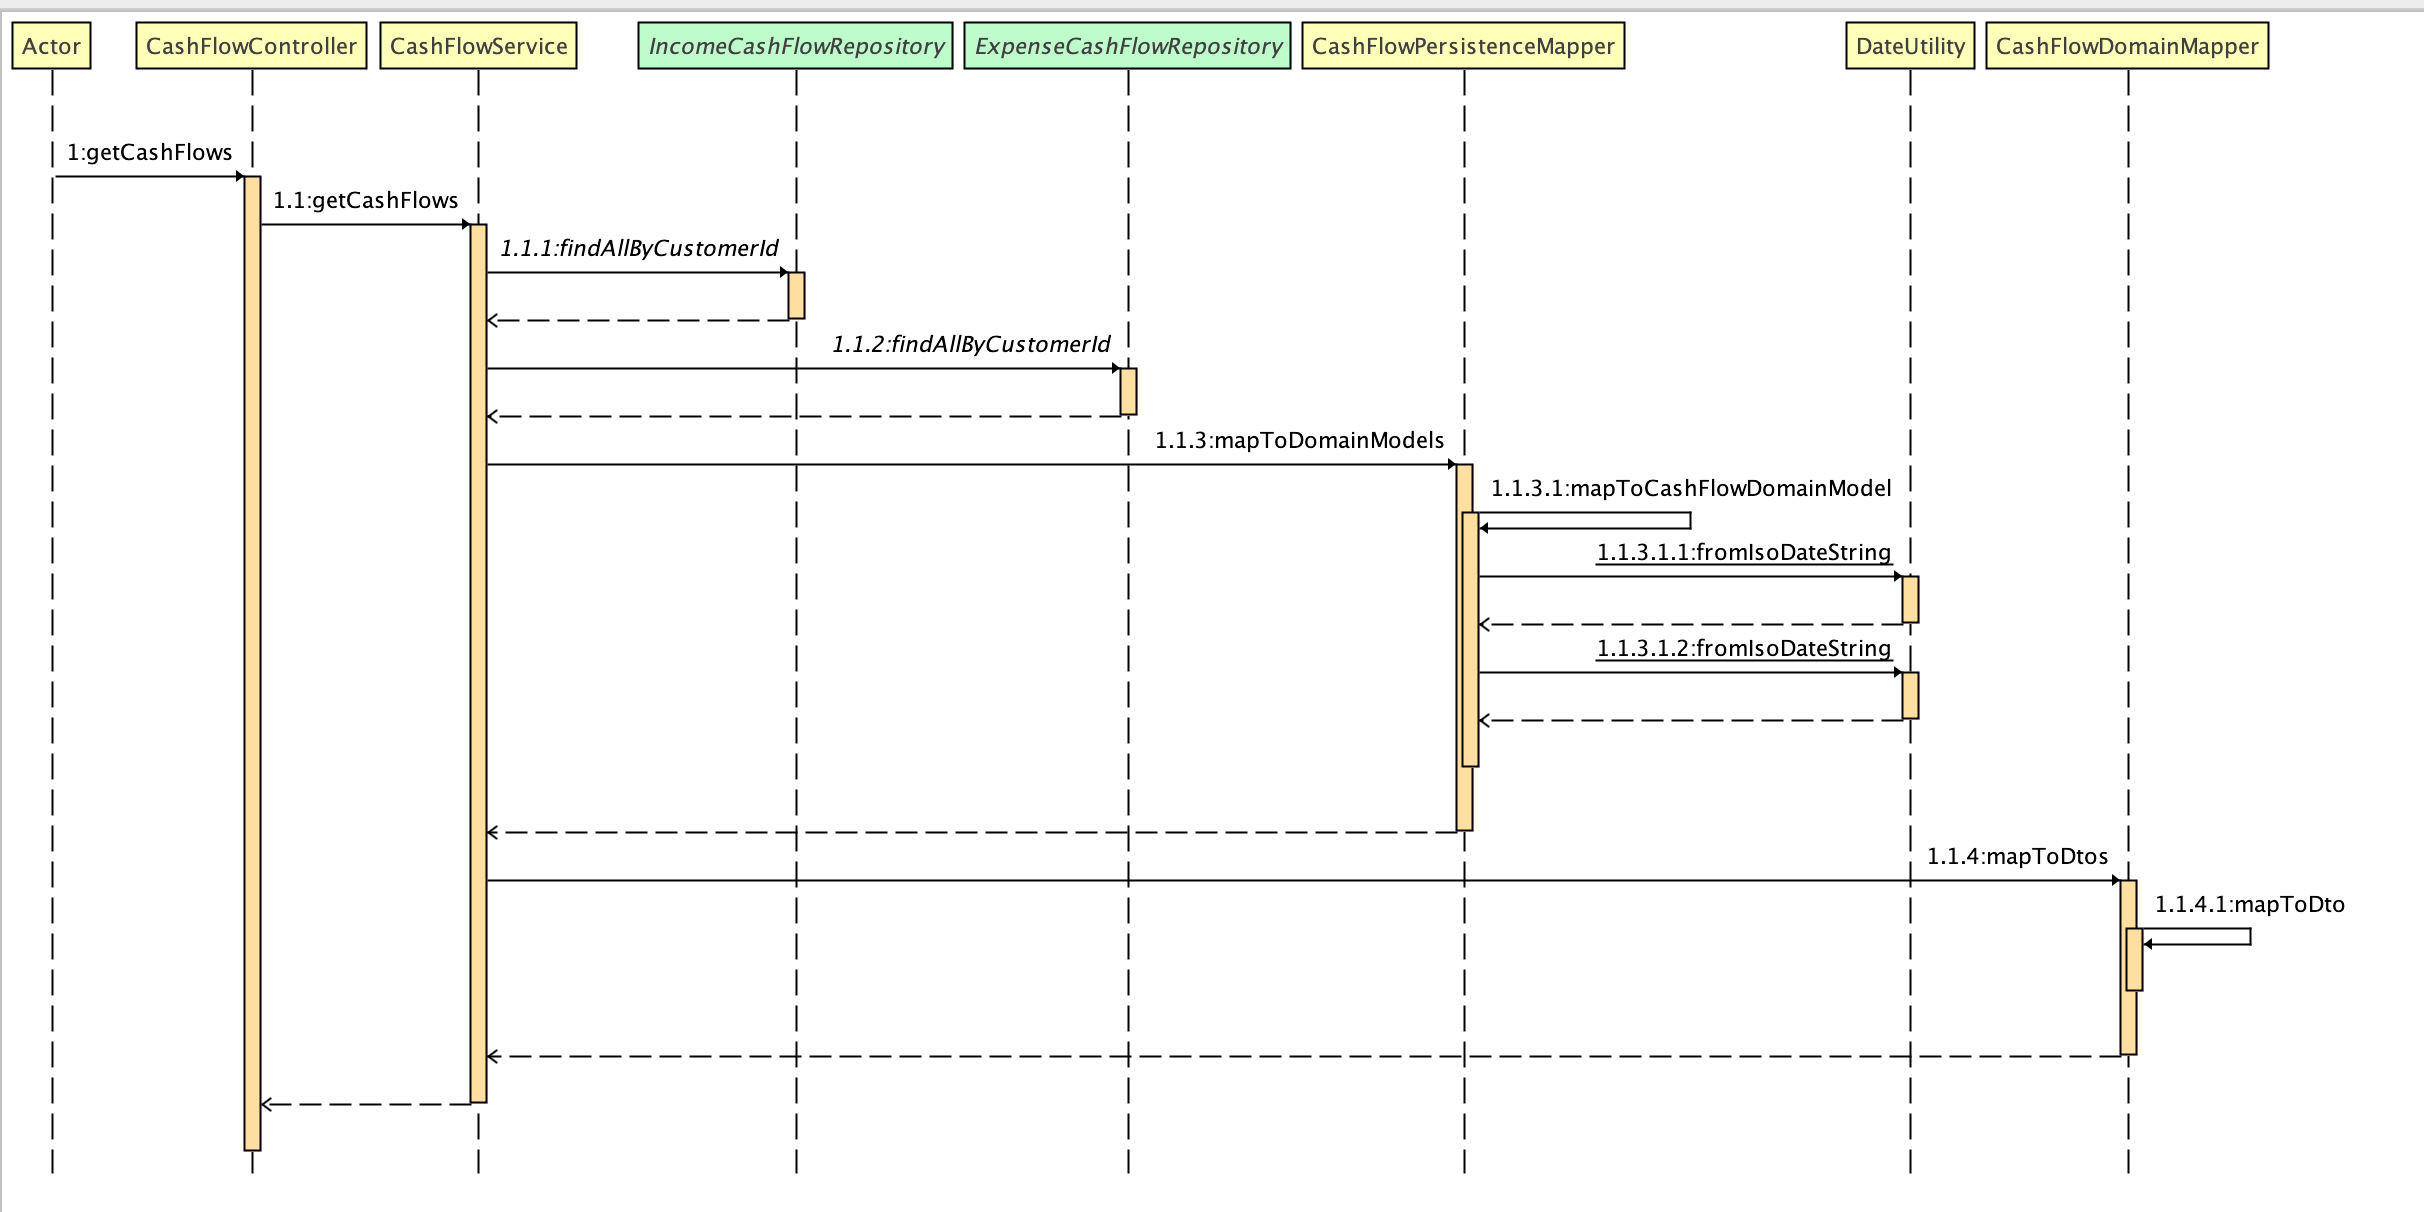 Actor
CashFlowController
CashFlowService
IncomeCashFlowRepository
ExpenseCashFlowRepository
CashFlowPersistenceMapper
DateUtility
CashFlowDomainMapper
1:getCashFlows
1.1:getCashFlows
1.1.1:findAllByCustomerId
1.1.2:findAllByCustomerId
1.1.3:mapToDomainModels
1.1.3.1:mapToCashFlowDomainModel
1.1.3.1.1:fromIsoDateString
1.1.3.1.2:fromIsoDateString
1.1.4:mapToDtos
1.1.4.1:mapToDto